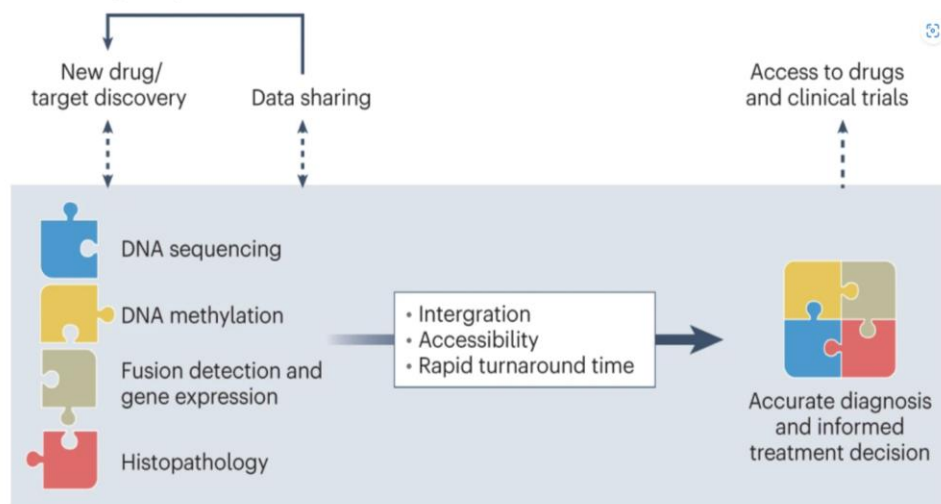 New drug/
target discovery
Data sharing
Access to drugs
and clinical trials
DNA sequencing
DNA methylation
Fusion detection and
gene expression
Histopathology
• Intergration
• Accessibility
• Rapid turnaround time
Accurate diagnosis
and informed
treatment decision